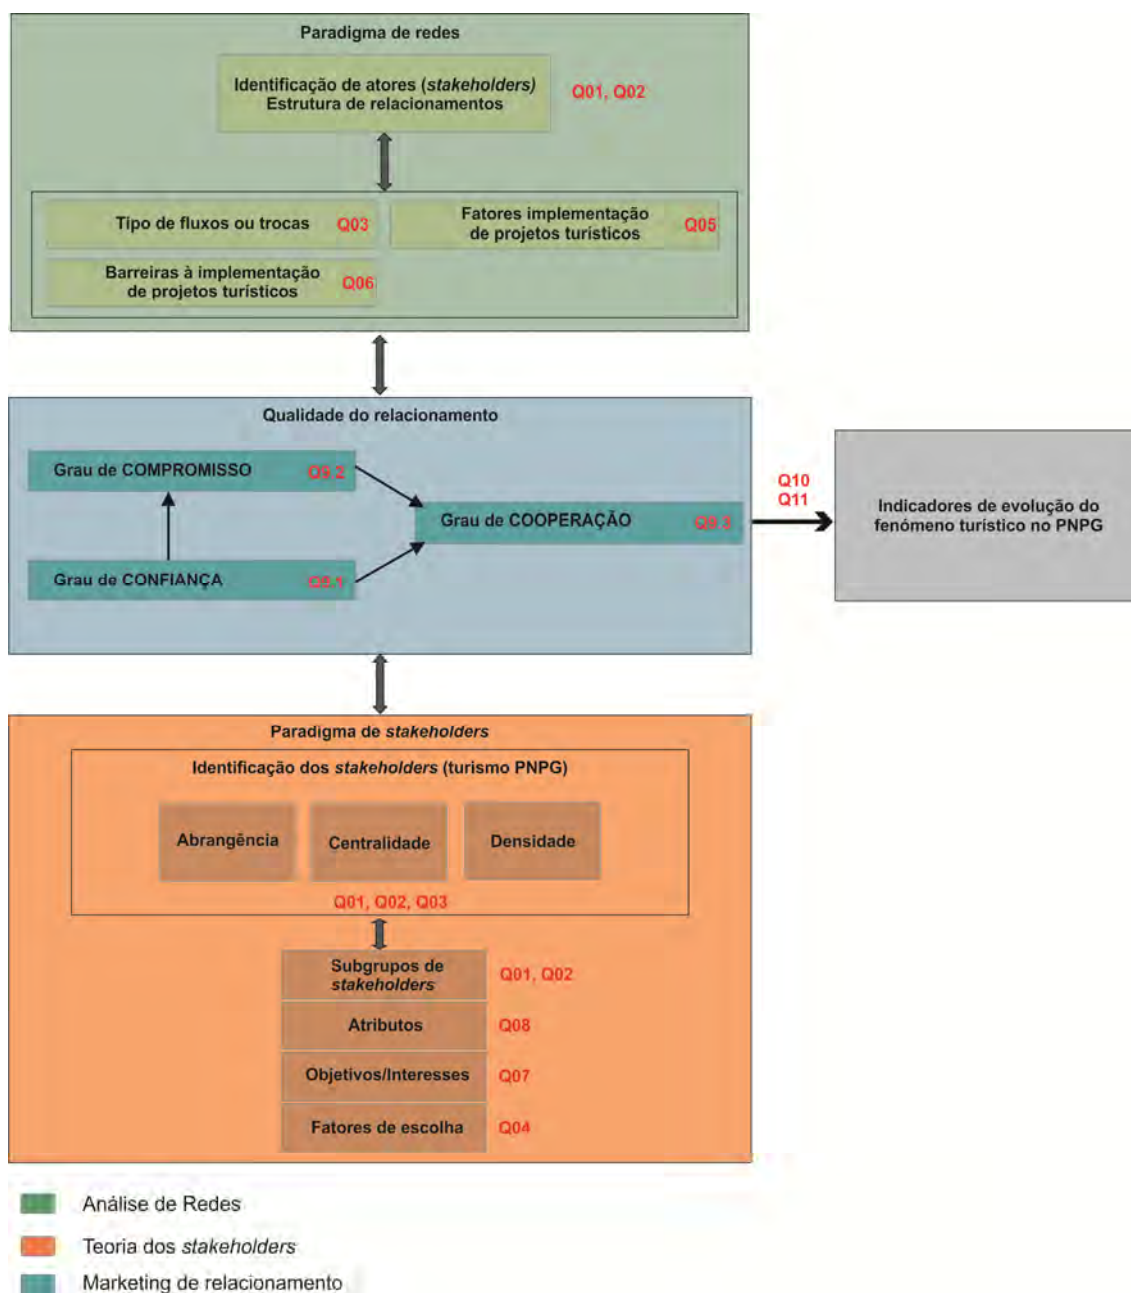 Paradigma de redes
Identificação de atores (stakeholders)
Estrutura de relacionamentos
Q01, Q02
Tipo de fluxos ou trocas
Q03
Fatores implementação
de projetos turísticos
Q05
Barreiras à implementação
de projetos turísticos
Q06
Qualidade do relacionamento
Grau de COMPROMISSO
Q9.2
Grau de COOPERAÇÃO
Q9.3
Grau de CONFIANÇA
Q9.1
Q10
Q11
Indicadores de evolução do
fenómeno turístico no PNPG
Paradigma de stakeholders
Identificação dos stakeholders (turismo PNPG)
Abrangência
Centralidade
Densidade
Q01, Q02, Q03
Subgrupos de
stakeholders
Q01, Q02
Atributos
Q08
Objetivos/Interesses
Q07
Fatores de escolha
Q04
Análise de Redes
Teoria dos stakeholders
Marketing de relacionamento